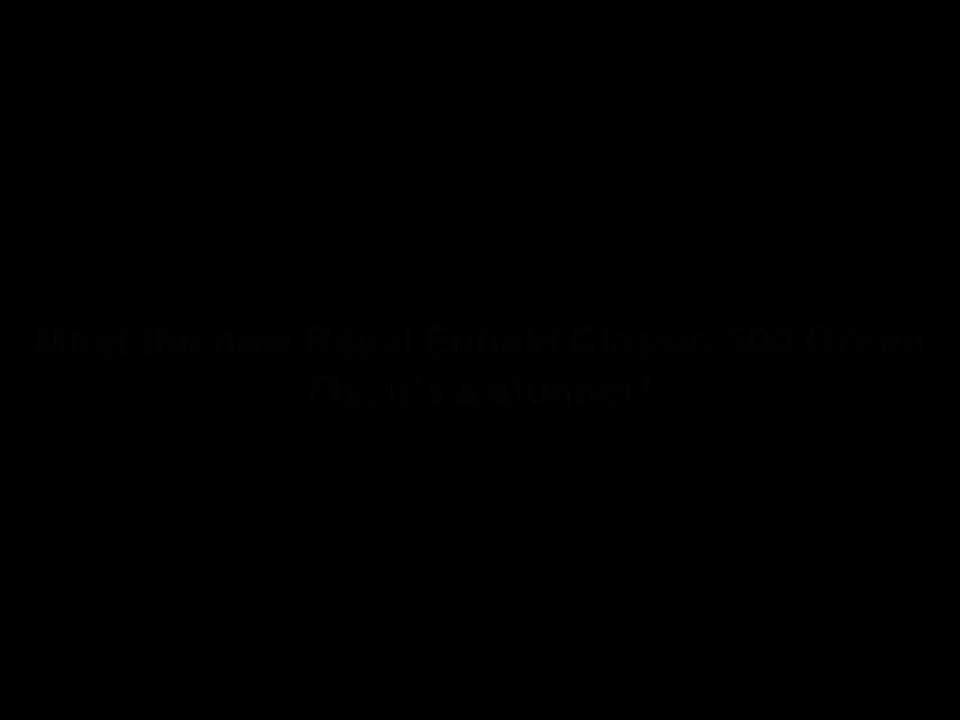 Meet the new Royal Enfield Classic 500 Green
Fly, it's a stunner!